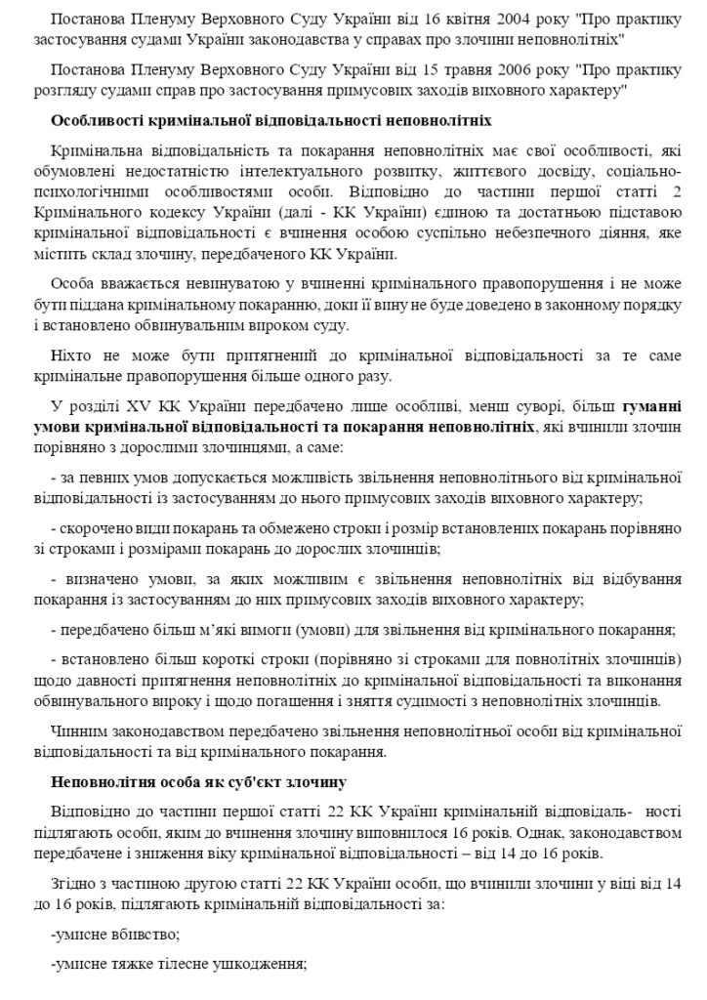 Постанова Пленуму Верховного Суду України від 16 квітня 2004 року "Про практику
застосування судами України законодавства у справах про злочини неповнолітніх"
Постанова Пленуму Верховного Суду України від 15 травня 2006 року "Про практику
розгляду судами справ про застосування примусових заходів виховного характеру"
Особливості кримінальної відповідальності неповнолітніх
Кримінальна відповідальність та покарання неповнолітніх має свої особливості, які
обумовлені недостатністю інтелектуального розвитку, життєвого досвіду, соціально-
психологічними особливостями особи. Відповідно до частини першої статті 2
Кримінального кодексу України (далі - КК України) єдиною та достатньою підставою
кримінальної відповідальності є вчинення особою суспільно небезпечного діяння, яке
містить склад злочину, передбаченого КК України.
Особа вважається невинуватою у вчиненні кримінального правопорушення і не може
бути піддана кримінальному покаранню, доки її вину не буде доведено в законному порядку
і встановлено обвинувальним вироком суду.
Ніхто не може бути притягнений до кримінальної відповідальності за те саме
кримінальне правопорушення більше одного разу.
У розділі XV КК України передбачено лише особливі, менш суворі, більш гуманні
умови кримінальної відповідальності та покарання неповнолітніх, які вчинили злочин
порівняно з дорослими злочинцями, а саме:
- за певних умов допускається можливість звільнення неповнолітнього від кримінальної
відповідальності із застосуванням до нього примусових заходів виховного характеру;
- скорочено види покарань та обмежено строки і розмір встановлених покарань порівняно
зі строками і розмірами покарань до дорослих злочинців;
- визначено умови, за яких можливим є звільнення неповнолітніх від відбування
покарання із застосуванням до них примусових заходів виховного характеру;
- передбачено більш м’які вимоги (умови) для звільнення від кримінального покарання;
- встановлено більш короткі строки (порівняно зі строками для повнолітніх злочинців)
щодо давності притягнення неповнолітніх до кримінальної відповідальності та виконання
обвинувального вироку і щодо погашення і зняття судимості з неповнолітніх злочинців.
Чинним законодавством передбачено звільнення неповнолітньої особи від кримінальної
відповідальності та від кримінального покарання.
Неповнолітня особа як суб'єкт злочину
Відповідно до частини першої статті 22 КК України кримінальній відповідаль- ності
підлягають особи, яким до вчинення злочину виповнилося 16 років. Однак, законодавством
передбачене і зниження віку кримінальної відповідальності – від 14 до 16 років.
Згідно з частиною другою статті 22 КК України особи, що вчинили злочини у віці від 14
до 16 років, підлягають кримінальній відповідальності за:
-умисне вбивство;
-умисне тяжке тілесне ушкодження;